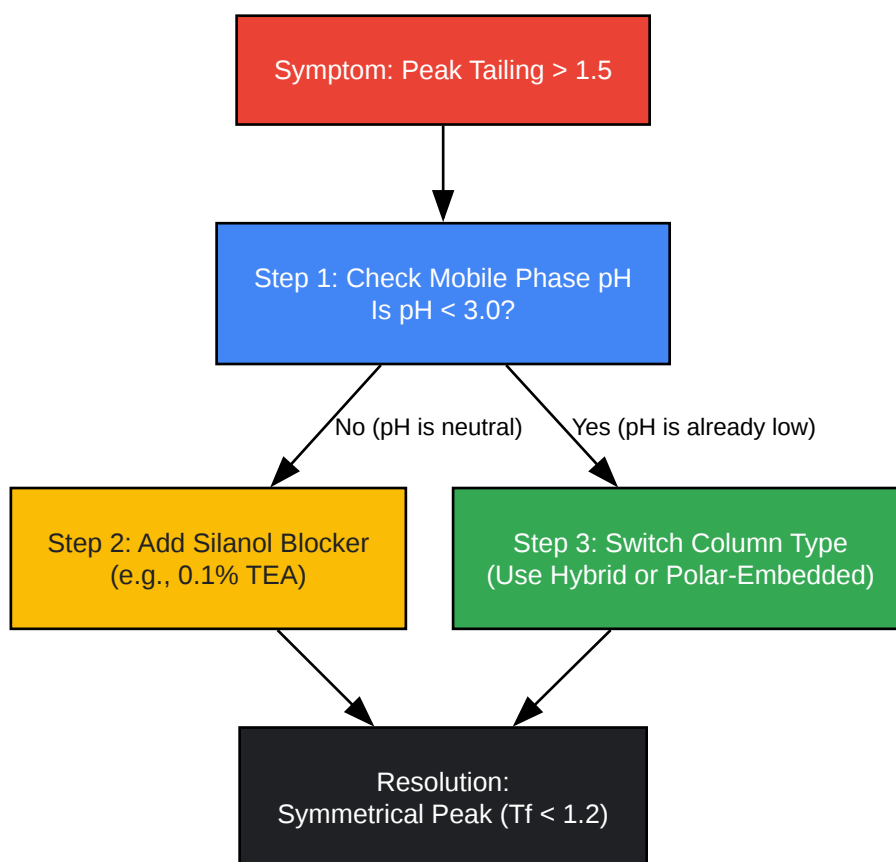 Symptom: Peak Tailing > 1.5
Step 1: Check Mobile Phase pH
Is pH < 3.0?
No (pH is neutral)
Yes (pH is already low)
Step 2: Add Silanol Blocker
(e.g., 0.1% TEA)
Step 3: Switch Column Type
(Use Hybrid or Polar-Embedded)
Resolution:
Symmetrical Peak (Tf < 1.2)